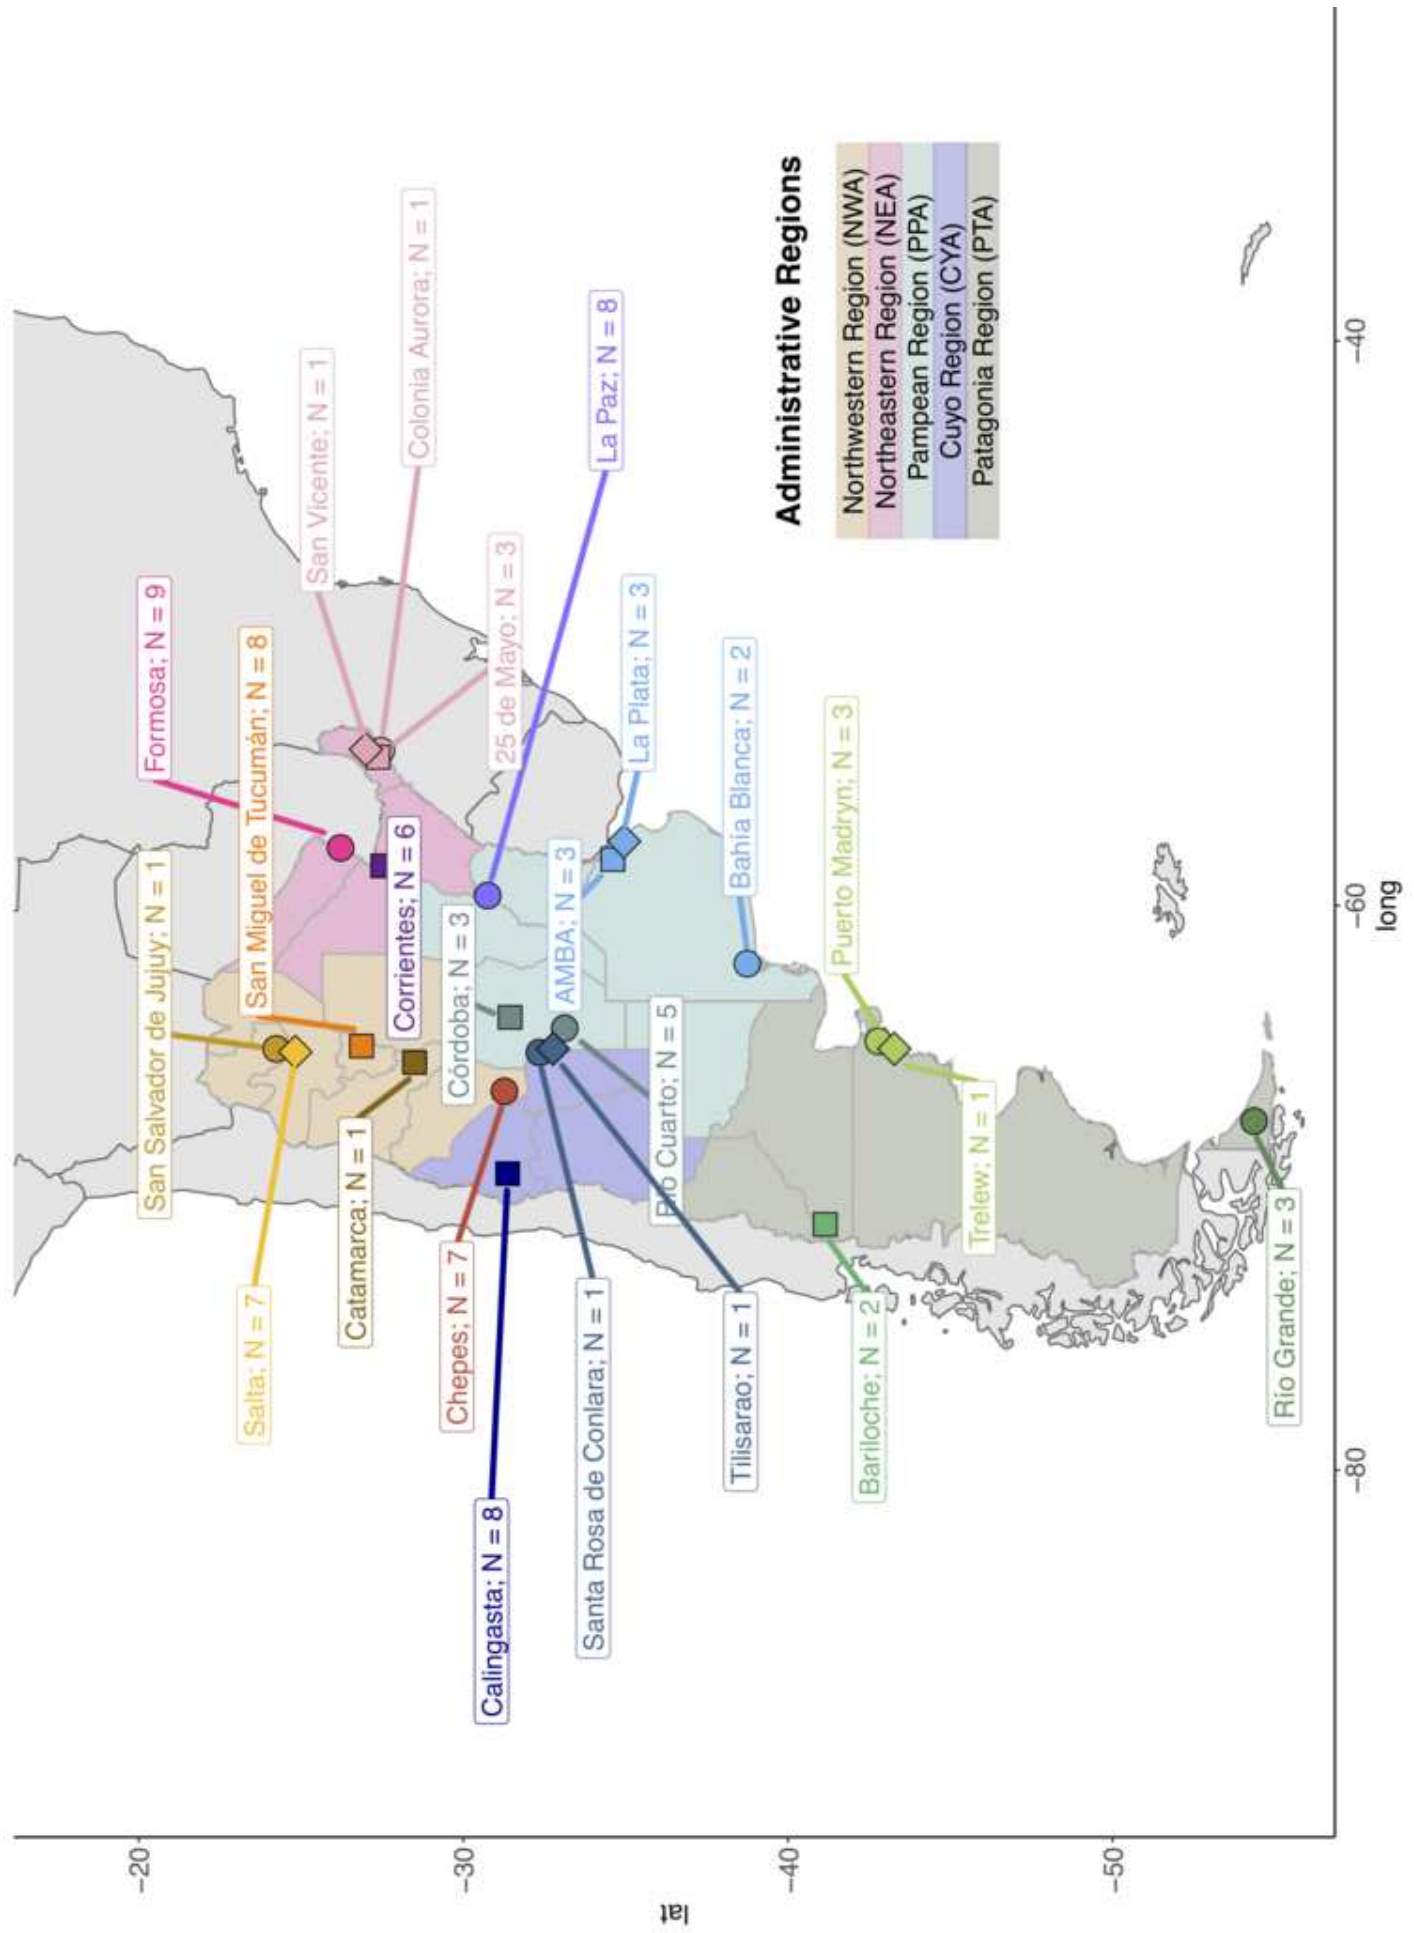 San Salvador de Jujuy; N = 1
Formosa; N = 9
Salta; N = 7
San Miguel de Tucumán; N = 8
San Vicente; N = 1
Catamarca; N = 1
Corrientes; N = 6
Colonia Aurora; N = 1
Chepes; N = 7
Córdoba; N = 3
Calingasta; N = 8
25 de Mayo; N = 3
AMBA; N = 3
Santa Rosa de Conlara; N = 1
La Paz; N = 8
La Plata; N = 3
Río Cuarto; N = 5
Tilisarao; N = 1
Bahía Blanca; N = 2
Puerto Madryn; N = 3
Bariloche; N = 2
Trelew; N = 1
Río Grande; N = 3
Administrative Regions
Northwestern Region (NWA)
Northeastern Region (NEA)
Pampean Region (PPA)
Cuyo Region (CYA)
Patagonia Region (PTA)
−20
−30
−40
−50
lat
−80
−60
−40
long